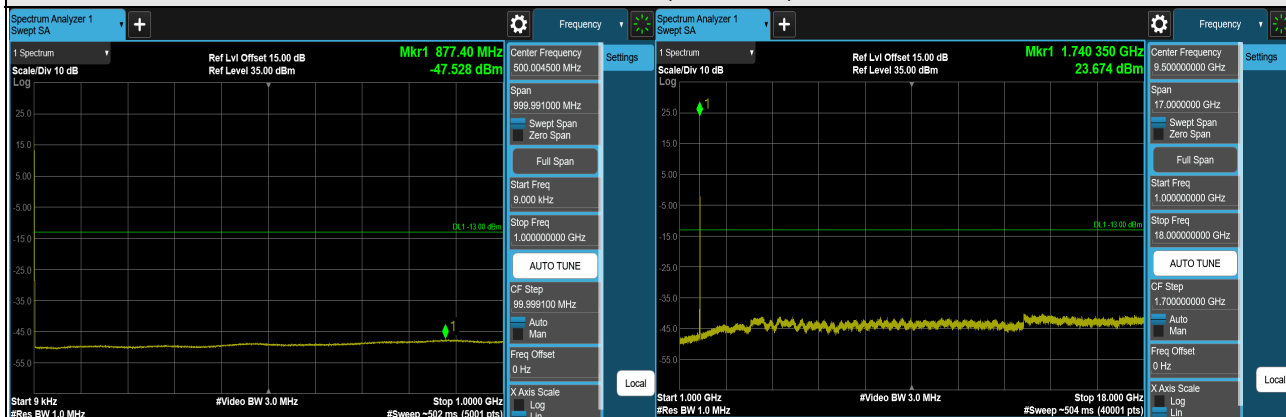 Spectrum Analyzer 1
Swept SA
Frequency
1 Spectrum
Scale/Div 10 dB
Log
Ref Lvl Offset 15.00 dB
Ref Level 35.00 dBm
Mkr1 877.40 MHz
-47.528 dBm
1
25.0
15.0
5.00
-5.00
-15.0
-25.0
-35.0
-45.0
-55.0
DL1 -13.00 dBm
1
Start 9 kHz
#Res BW 1.0 MHz
#Video BW 3.0 MHz
Stop 1.0000 GHz
#Sweep ~502 ms (5001 pts)
Center Frequency
500.004500 MHz
Span
999.991000 MHz
Swept Span
Zero Span
Full Span
Start Freq
9.000 kHz
Stop Freq
1.000000000 GHz
AUTO TUNE
CF Step
99.999100 MHz
Auto
Man
Freq Offset
0 Hz
X Axis Scale
Log
Lin
Settings
Local
Spectrum Analyzer 1
Swept SA
Frequency
1 Spectrum
Scale/Div 10 dB
Log
Ref Lvl Offset 15.00 dB
Ref Level 35.00 dBm
Mkr1 1.740 350 GHz
23.674 dBm
1
25.0
15.0
5.00
-5.00
-15.0
-25.0
-35.0
-45.0
-55.0
DL1 -13.00 dBm
Start 1.000 GHz
#Res BW 1.0 MHz
#Video BW 3.0 MHz
Stop 18.000 GHz
#Sweep ~504 ms (40001 pts)
Center Frequency
9.500000000 GHz
Span
17.0000000 GHz
Swept Span
Zero Span
Full Span
Start Freq
1.000000000 GHz
Stop Freq
18.000000000 GHz
AUTO TUNE
CF Step
1.700000000 GHz
Auto
Man
Freq Offset
0 Hz
X Axis Scale
Log
Lin
Settings
Local